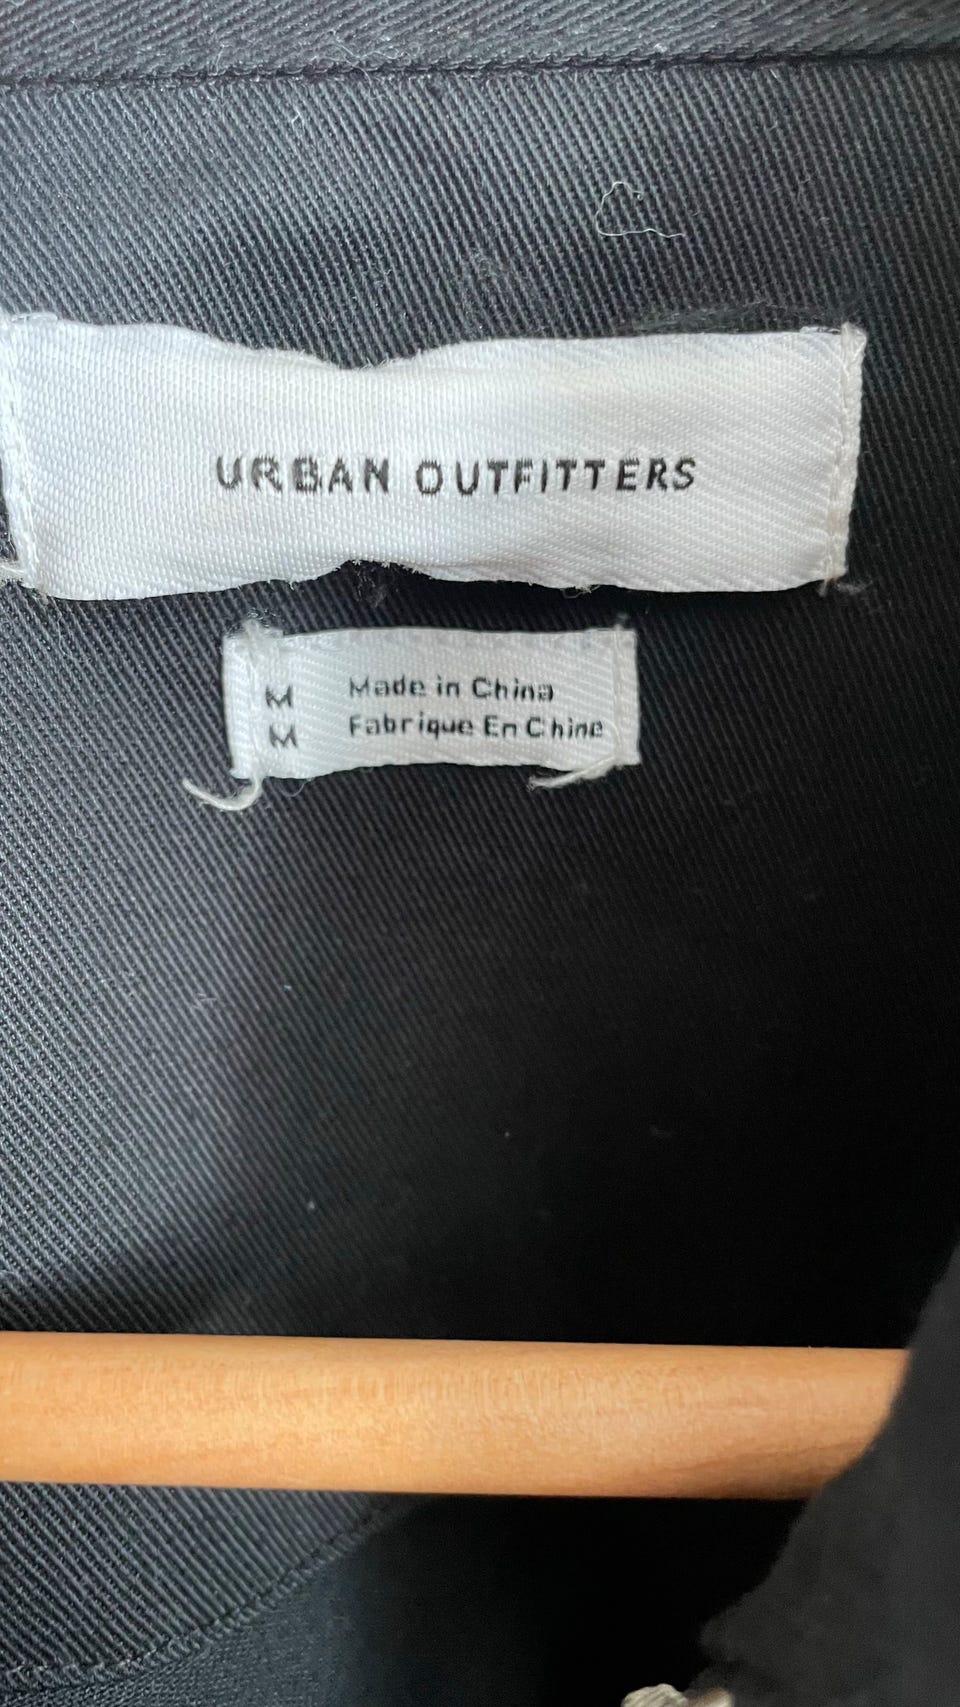 URBAN OUTFITTERS
M Made in China
M Fabrique En Chine